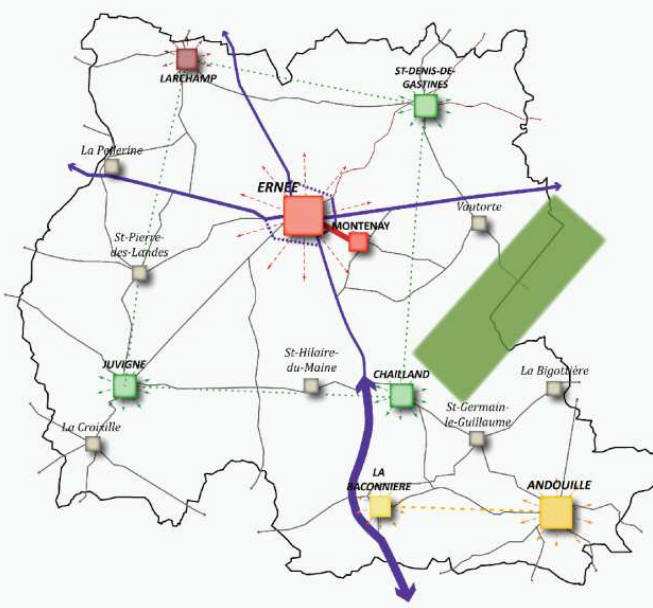 LARCHAMP
ST-DENIS-DE-
GASTINES
La Pellerine
ERNEE
MONTENAY
Vautorte
St-Pierre-
des-Landes
JUVIGNE
St-Hilaire-
du-Maine
CHAILLAND
La Bigottière
St-Germain-
le-Guillaume
La Croixille
LA
BACONNIERE
ANDOUILLE